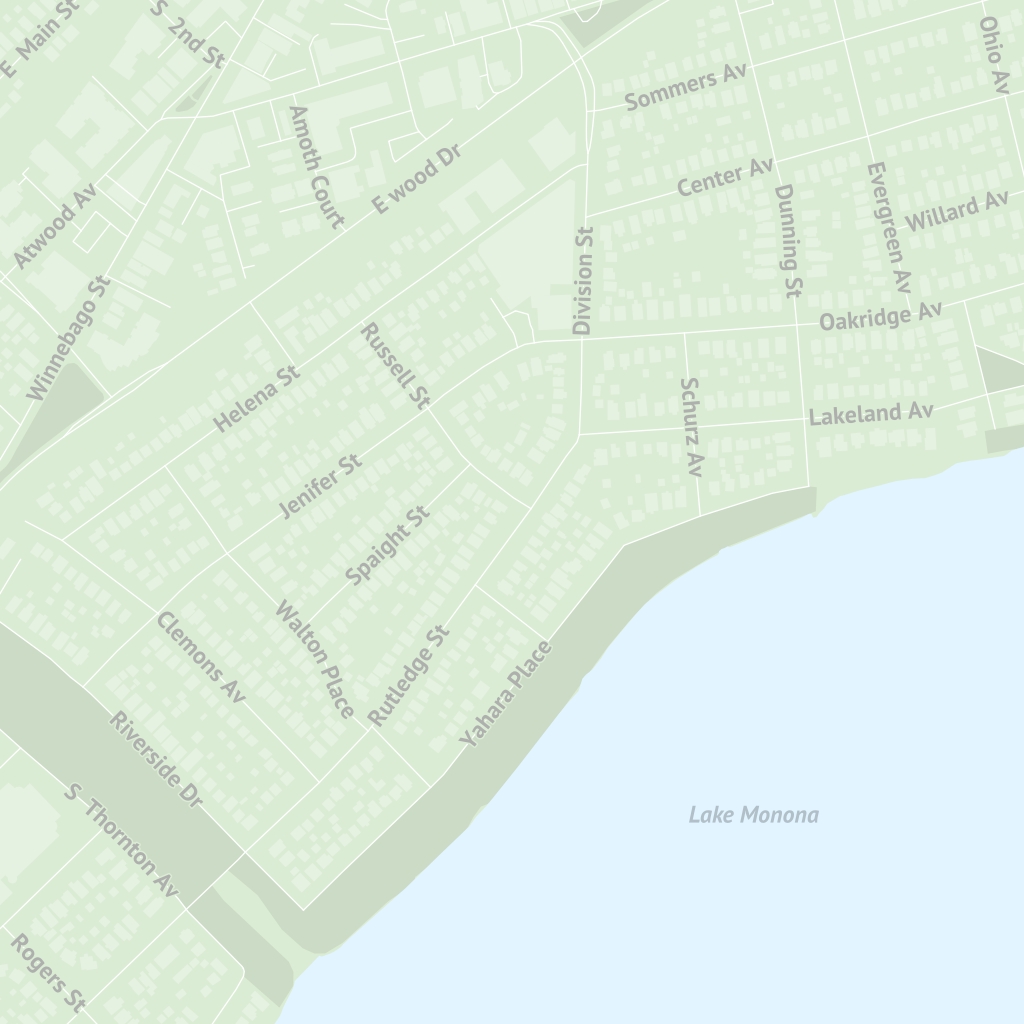 E Main St
S 2nd St
Ohio Av
Sommers Av
Amoth Court
E wood Dr
Center Av
Atwood Av
Dunning St
Evergreen Av
Willard Av
Winnebago St
Division St
Oakridge Av
Russell St
Helena St
Schurz Av
Lakeland Av
Jenifer St
Spaight St
Clemons Av
Walton Place
Rutledge St
Yahara Place
Riverside Dr
S Thornton Av
Lake Monona
Rogers St